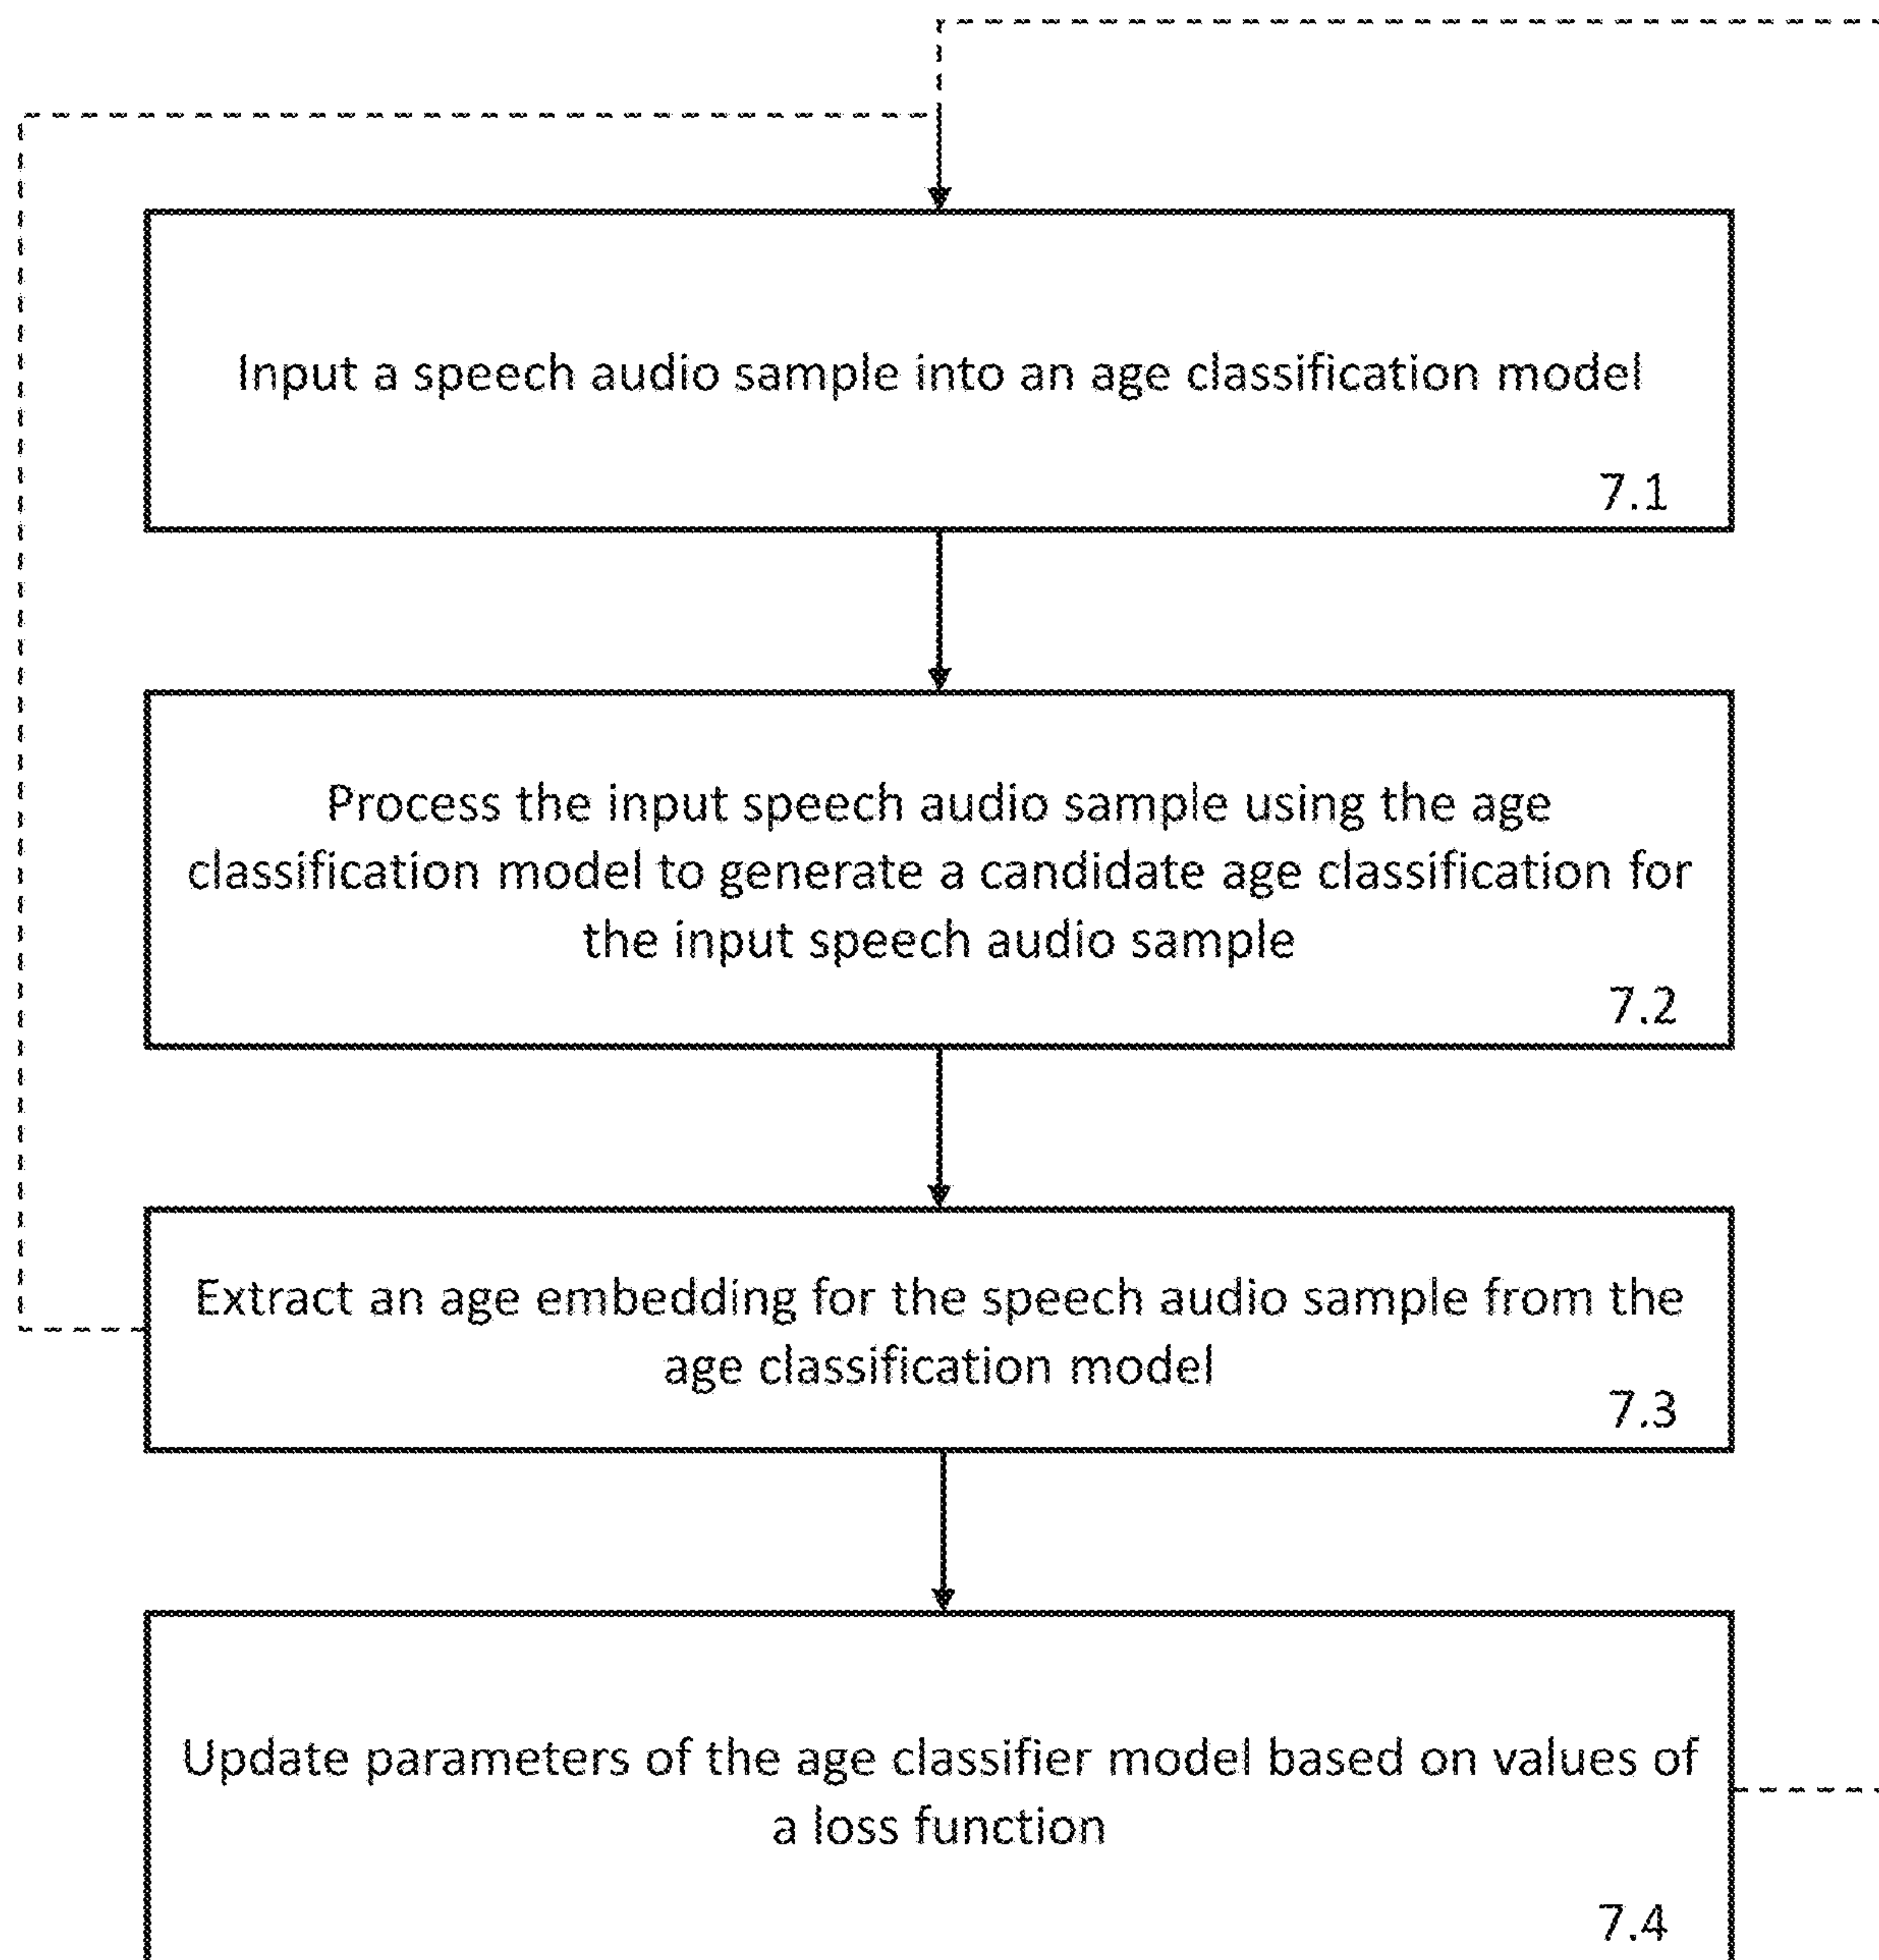 Input a speech audio sample into an age classification model
7.1
Process the input speech audio sample using the age
classification model to generate a candidate age classification for
the input speech audio sample
7.2
Extract an age embedding for the speech audio sample from the
age classification model
7.3
Update parameters of the age classifier model based on values of
a loss function
7.4